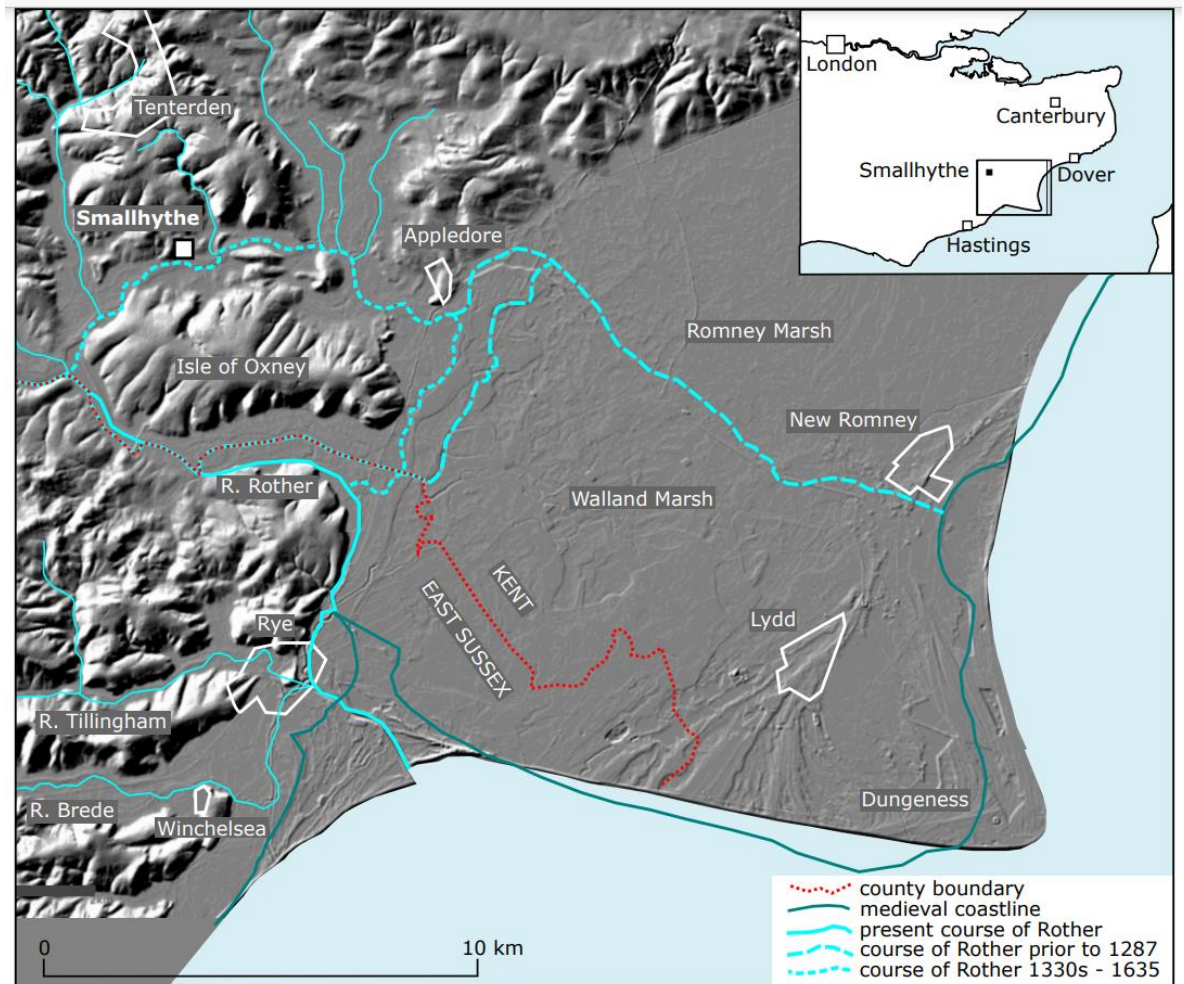 London
Canterbury
Smallhythe
Dover
Hastings
Tenterden
Smallhythe
Appledore
Isle of Oxney
Romney Marsh
New Romney
R. Rother
Walland Marsh
KENT
EAST SUSSEX
Rye
Lydd
R. Tillingham
R. Brede
Winchelsea
Dungeness
county boundary
medieval coastline
present course of Rother
course of Rother prior to 1287
course of Rother 1330s - 1635
0
10 km